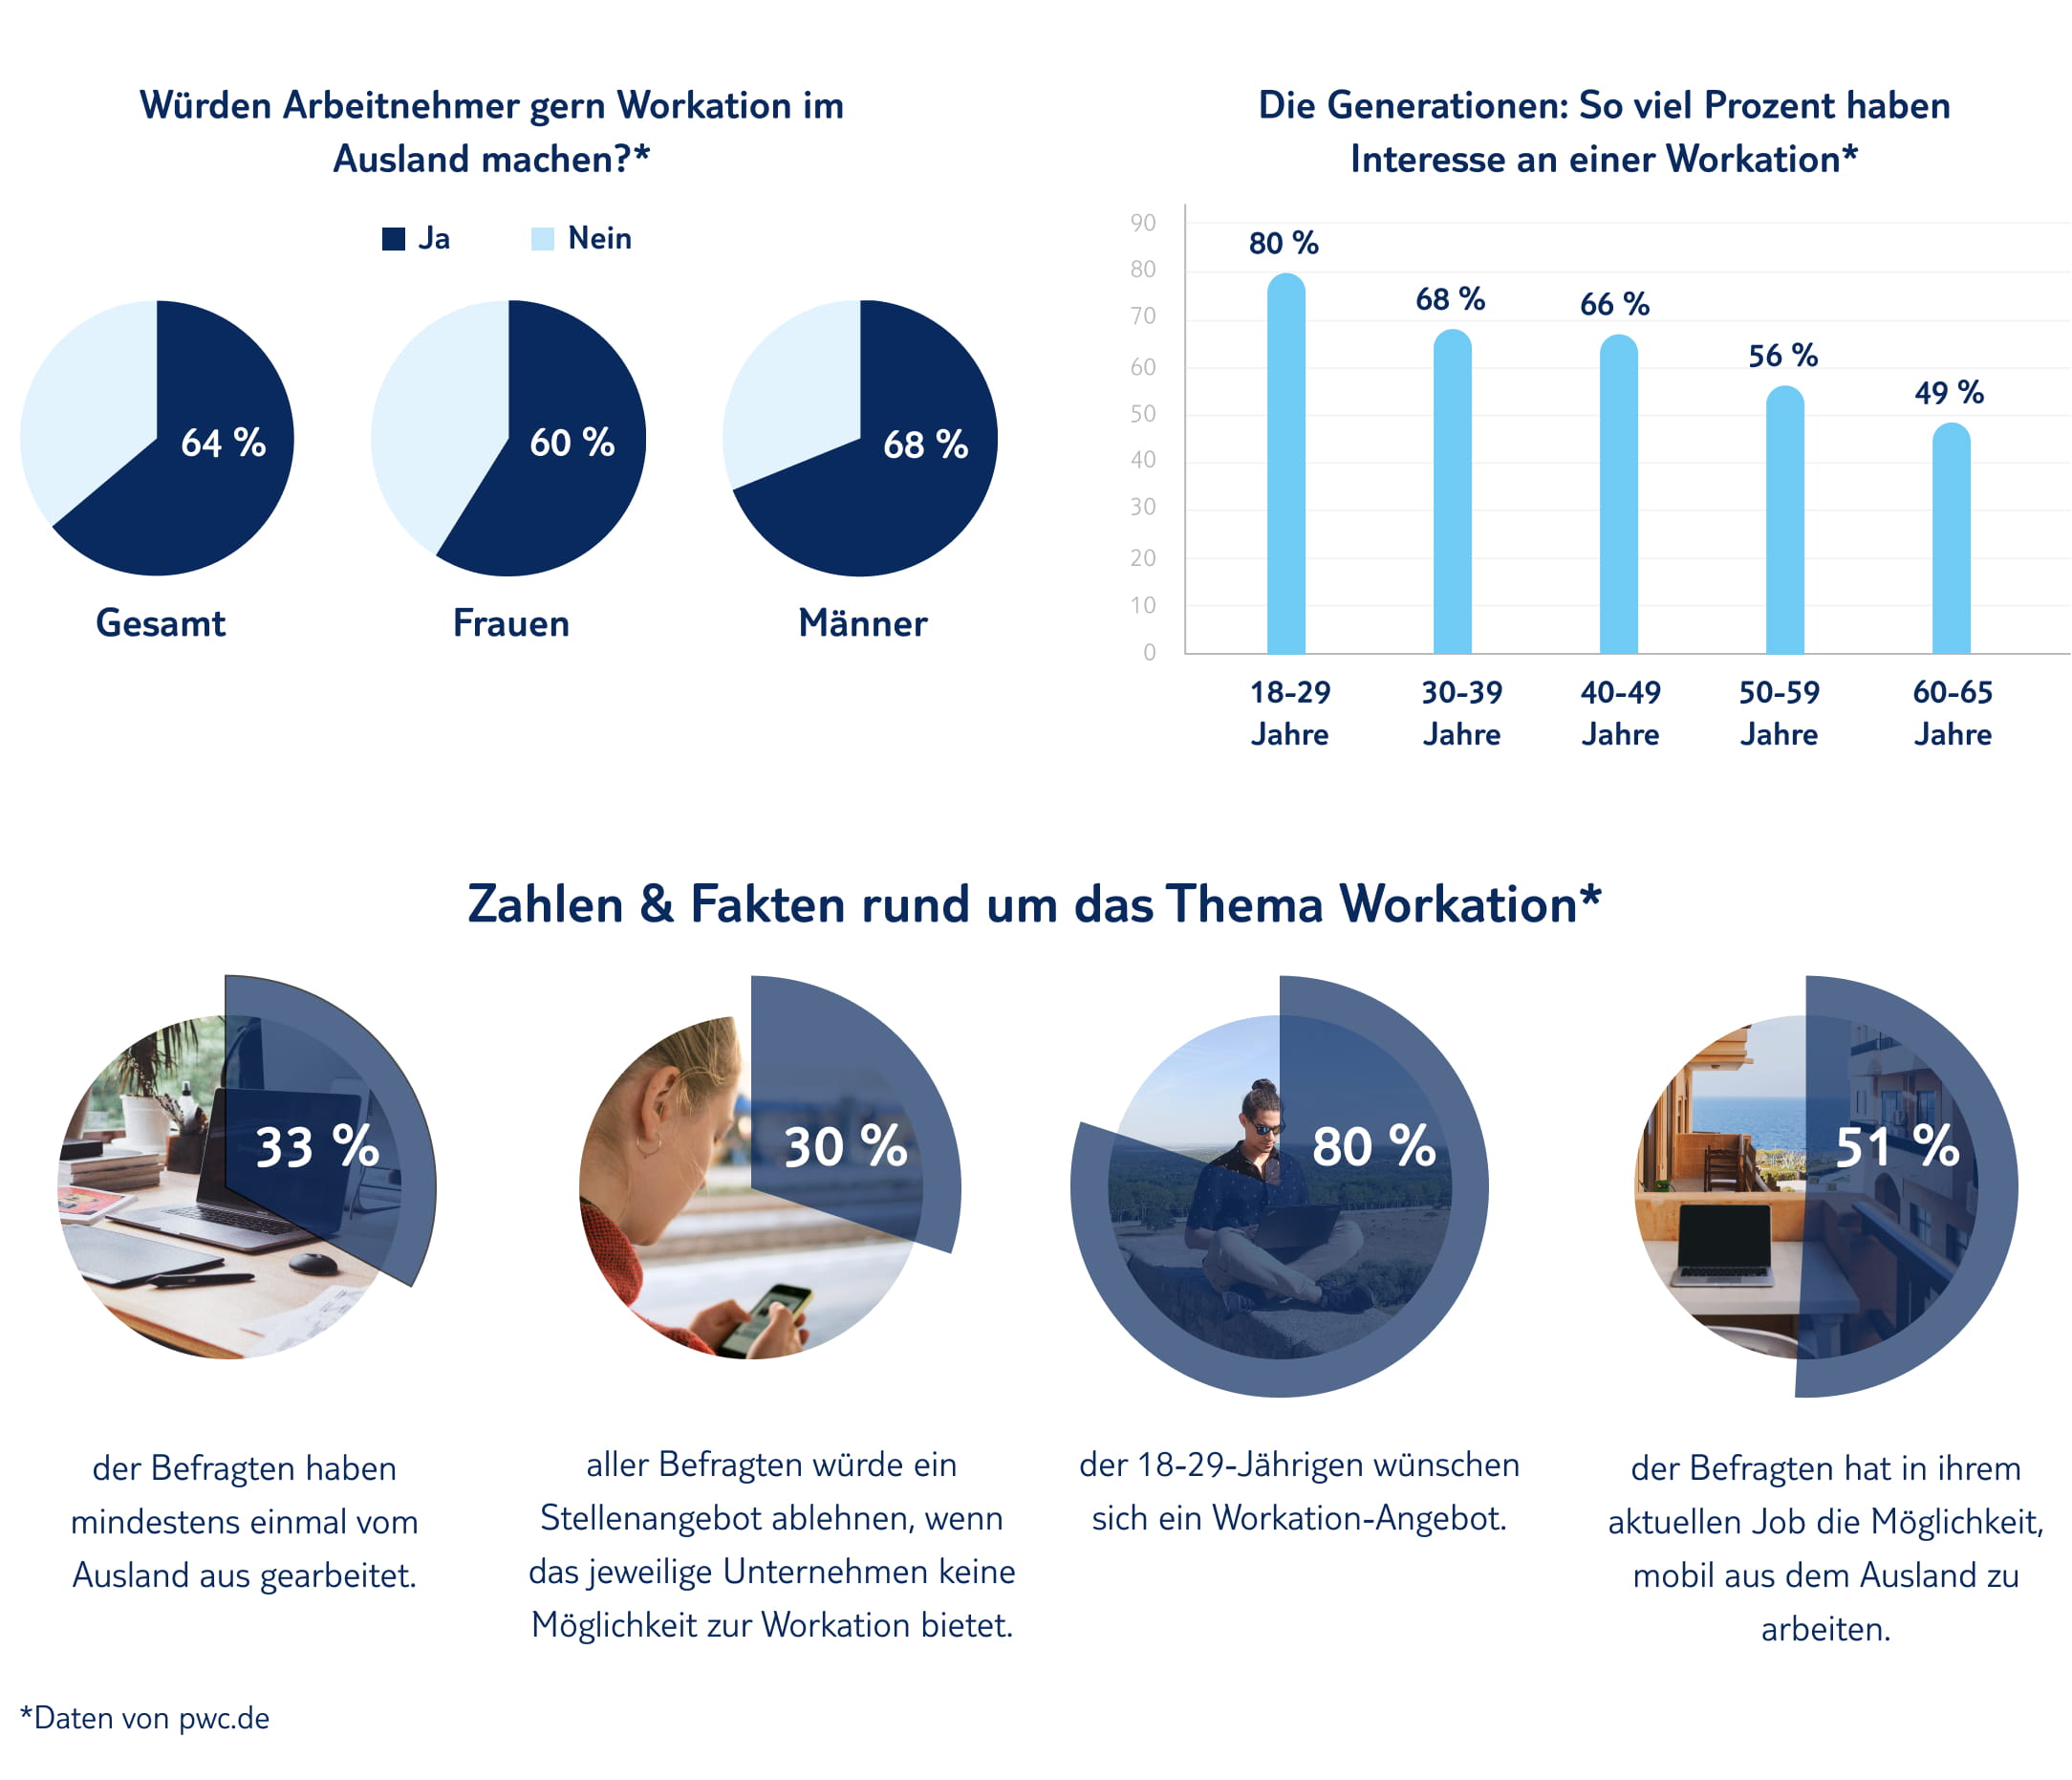 Würden Arbeitnehmer gern Workation im
Ausland machen?*
Ja
Nein
64 %
60 %
68 %
Gesamt
Frauen
Männer
Die Generationen: So viel Prozent haben
Interesse an einer Workation*
90
80
70
60
50
40
30
20
10
0
80 %
68 %
66 %
56 %
49 %
18-29
Jahre
30-39
Jahre
40-49
Jahre
50-59
Jahre
60-65
Jahre
Zahlen & Fakten rund um das Thema Workation*
33 %
der Befragten haben
mindestens einmal vom
Ausland aus gearbeitet.
30 %
aller Befragten würde ein
Stellenangebot ablehnen, wenn
das jeweilige Unternehmen keine
Möglichkeit zur Workation bietet.
80 %
der 18-29-Jährigen wünschen
sich ein Workation-Angebot.
51 %
der Befragten hat in ihrem
aktuellen Job die Möglichkeit,
mobil aus dem Ausland zu
arbeiten.
*Daten von pwc.de